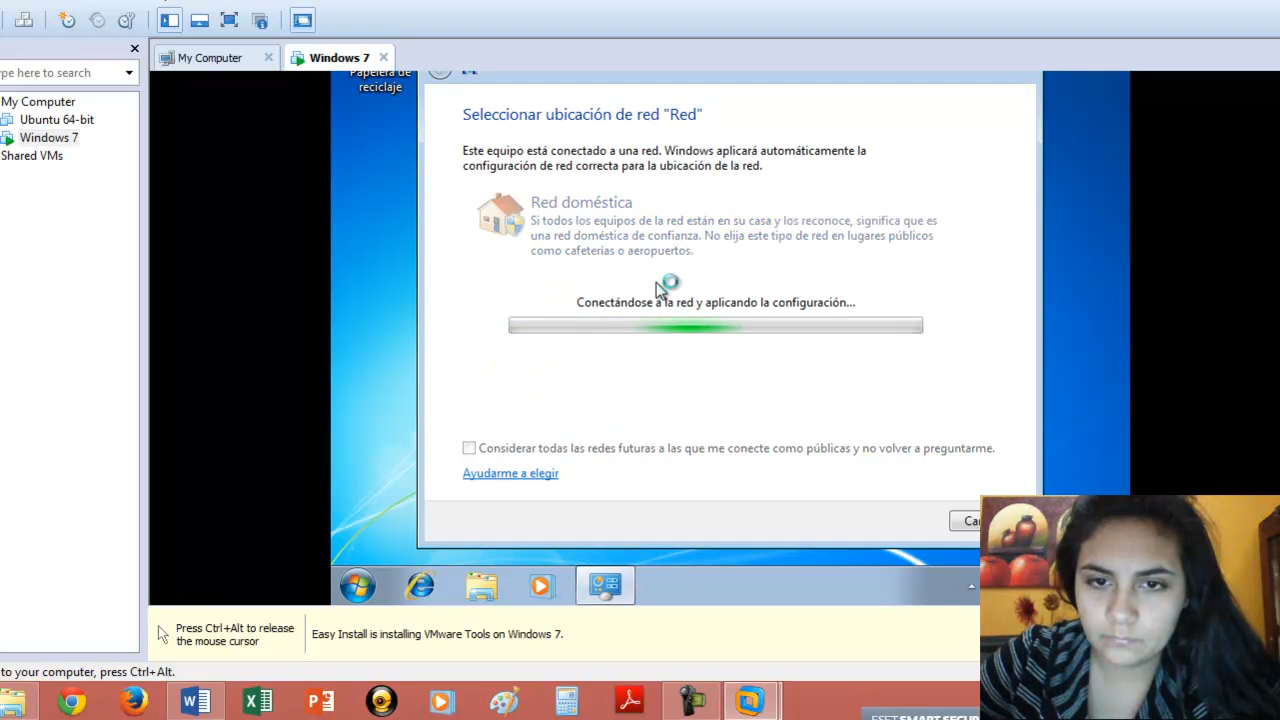 My Computer
Windows 7
ype here to search
My Computer
Ubuntu 64-bit
Windows 7
Shared VMs
Papelera de
reciclaje
Seleccionar ubicación de red "Red"
Este equipo está conectado a una red. Windows aplicará automáticamente la
configuración de red correcta para la ubicación de la red.
Red doméstica
Si todos los equipos de la red están en su casa y los reconoce, significa que es
una red doméstica de confianza. No elija este tipo de red en lugares públicos
como cafeterías o aeropuertos.
Conectándose a la red y aplicando la configuración...
Considerar todas las redes futuras a las que me conecte como públicas y no volver a preguntarme.
Ayudarme a elegir
Press Ctrl+Alt to release
the mouse cursor
Easy Install is installing VMware Tools on Windows 7.
to your computer, press Ctrl+Alt.